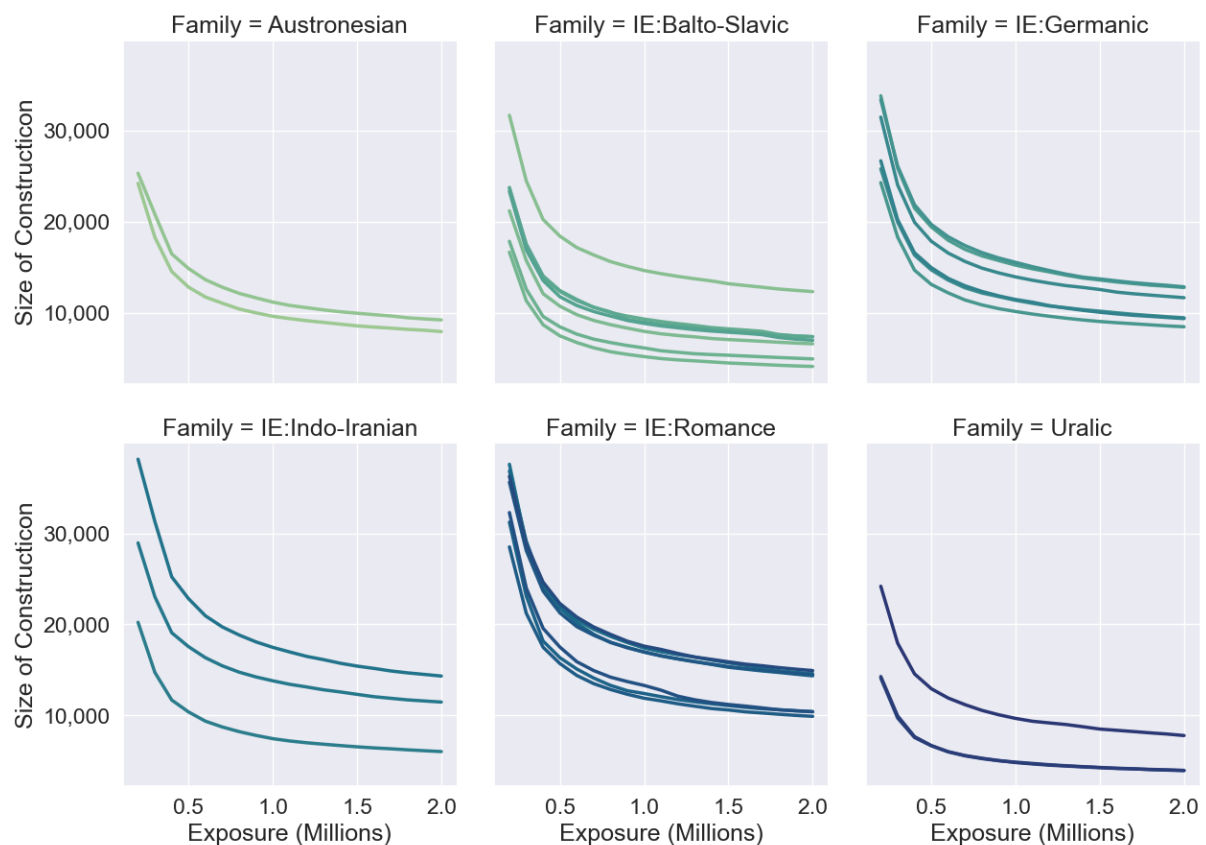 Family = Austronesian
Family = IE:Balto-Slavic
Family = IE:Germanic
Size of Constructicon
30,000
20,000
10,000
Family = IE:Indo-Iranian
Family = IE:Romance
Family = Uralic
Size of Constructicon
30,000
20,000
10,000
0.5 1.0 1.5 2.0
0.5 1.0 1.5 2.0
0.5 1.0 1.5 2.0
Exposure (Millions)
Exposure (Millions)
Exposure (Millions)